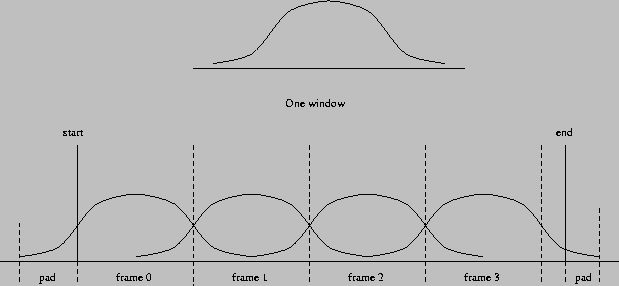 One window
start end
pad frame 0 frame 1 frame 2 frame 3 pad